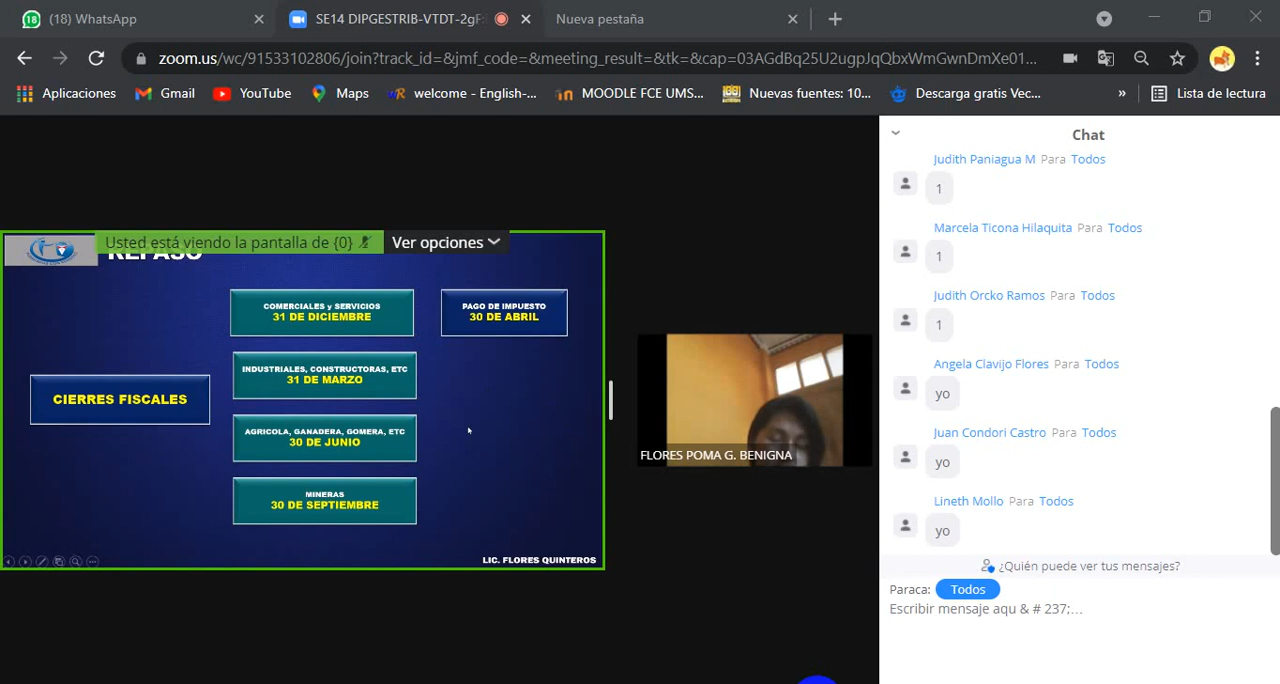 (18) WhatsApp
SE14 DIPGESTRIB-VTDT-2gF
Nueva pestaña
zoom.us/wc/91533102806/join?track_id=&jmf_code=&meeting_result=&tk=&cap=03AGdBq25U2ugpJqQbxWmGwnDmXe01...
Aplicaciones
Gmail
YouTube
Maps
welcome - English-...
MOODLE FCE UMS...
Nuevas fuentes: 10...
Descarga gratis Vec...
»
Lista de lectura
Usted está viendo la pantalla de {0}
Ver opciones
REPASO
COMERCIALES y SERVICIOS
31 DE DICIEMBRE
PAGO DE IMPUESTO
30 DE ABRIL
INDUSTRIALES, CONSTRUCTORAS, ETC
31 DE MARZO
CIERRES FISCALES
AGRICOLA, GANADERA, GOMERA, ETC
30 DE JUNIO
MINERAS
30 DE SEPTIEMBRE
LIC. FLORES QUINTEROS
FLORES POMA G. BENIGNA
Chat
Judith Paniagua M Para Todos
1
Marcela Ticona Hilaquita Para Todos
1
Judith Orcko Ramos Para Todos
1
Angela Clavijo Flores Para Todos
yo
Juan Condori Castro Para Todos
yo
Lineth Mollo Para Todos
yo
¿Quién puede ver tus mensajes?
Paraca: Todos
Escribir mensaje aqu & # 237;...